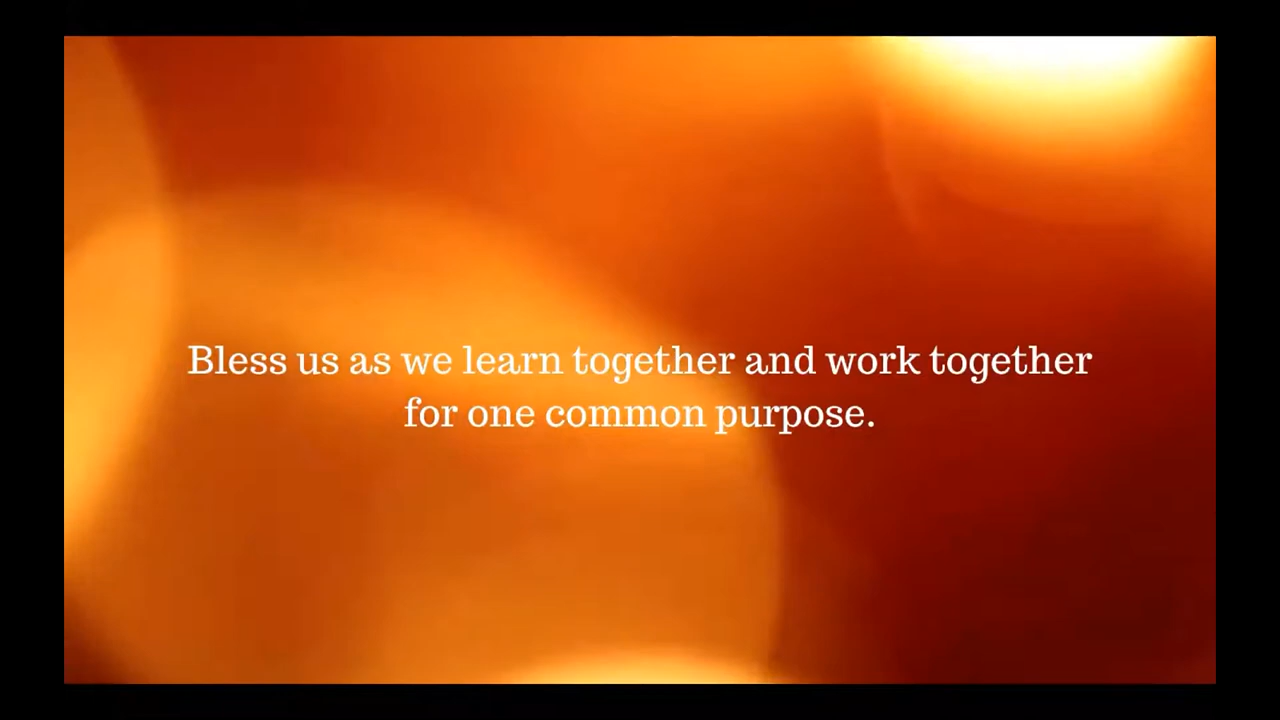 Bless us as we learn together and work together
for one common purpose.